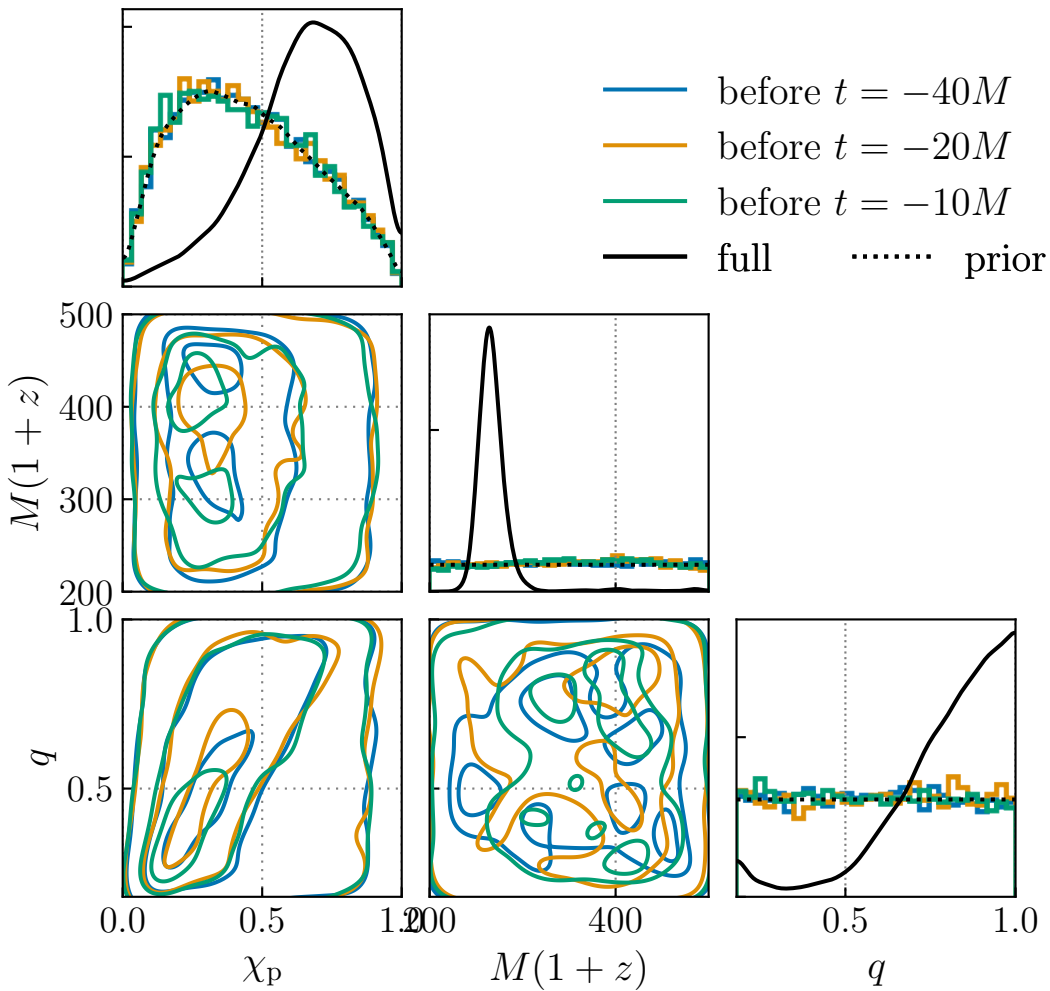 before t = −40M
before t = −20M
before t = −10M
full
prior
500
400
300
200
M(1 + z)
1.0
0.5
q
0.0
0.5
1.0
χp
200
400
M(1 + z)
0.5
1.0
q